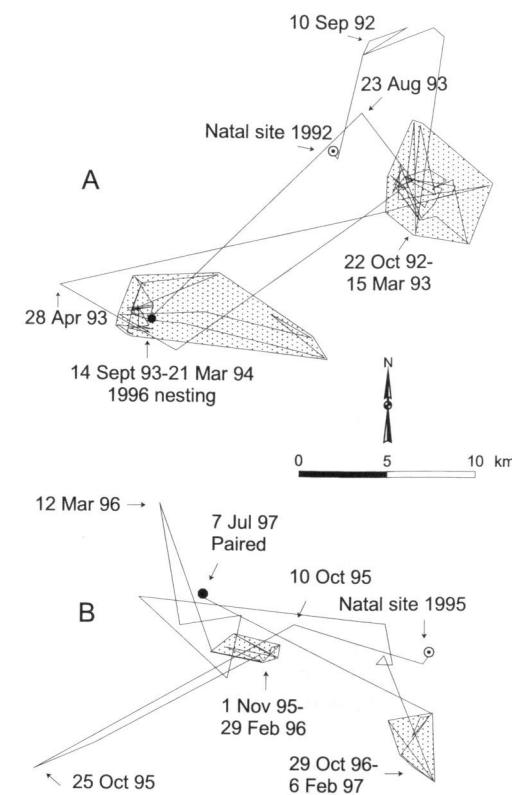 10 Sep 92
23 Aug 93
Natal site 1992
A
22 Oct 92-
15 Mar 93
28 Apr 93
14 Sept 93-21 Mar 94
1996 nesting
N
0 5 10 km
12 Mar 96
7 Jul 97
Paired
10 Oct 95
Natal site 1995
B
1 Nov 95-
29 Feb 96
29 Oct 96-
6 Feb 97
25 Oct 95